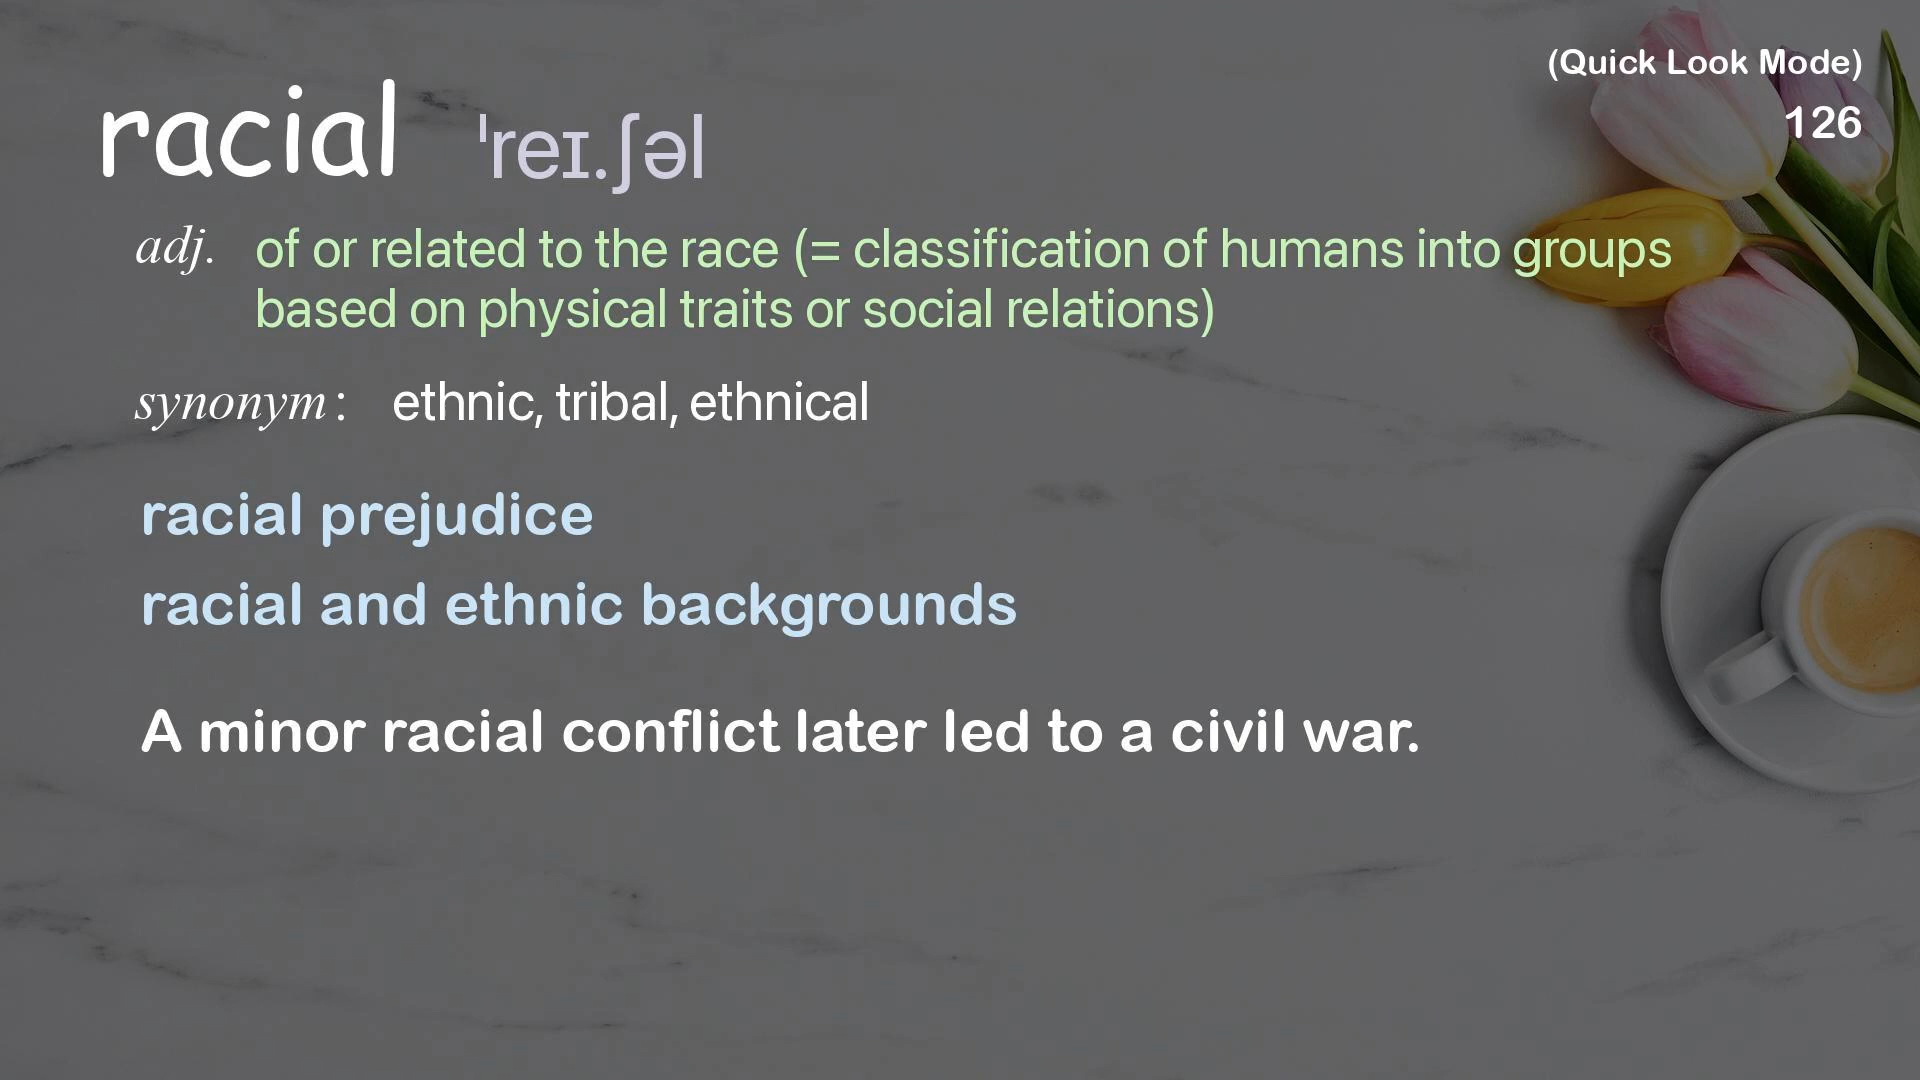 (Quick Look Mode)
126
racial ˈreɪ.ʃəl
adj. of or related to the race (= classification of humans into groups
based on physical traits or social relations)
synonym : ethnic, tribal, ethnical
racial prejudice
racial and ethnic backgrounds
A minor racial conflict later led to a civil war.